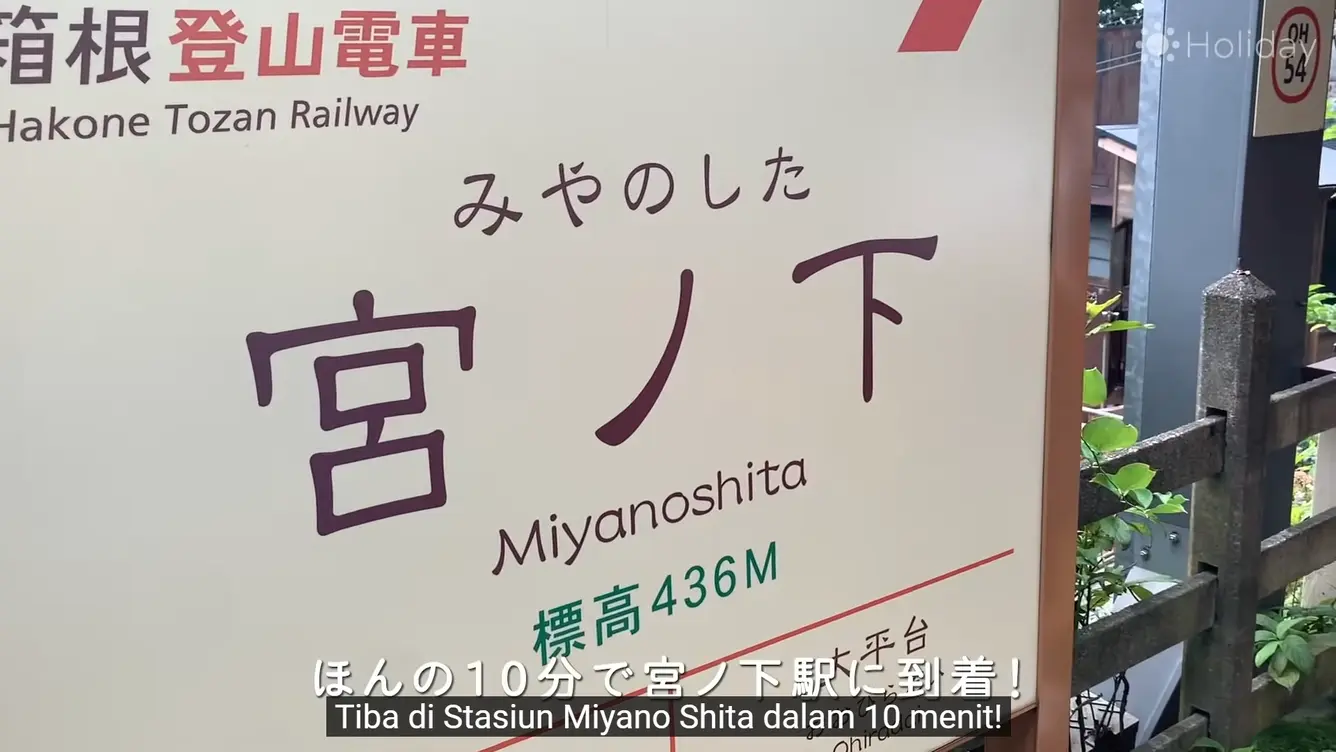 箱根登山電車
Hakone Tozan Railway
Holiday
OH
54
みやのした
宮ノ下
Miyanoshita
標高436M
大平台
ほんの10分で宮ノ下駅に到着！
Tiba di Stasiun Miyano Shita dalam 10 menit!